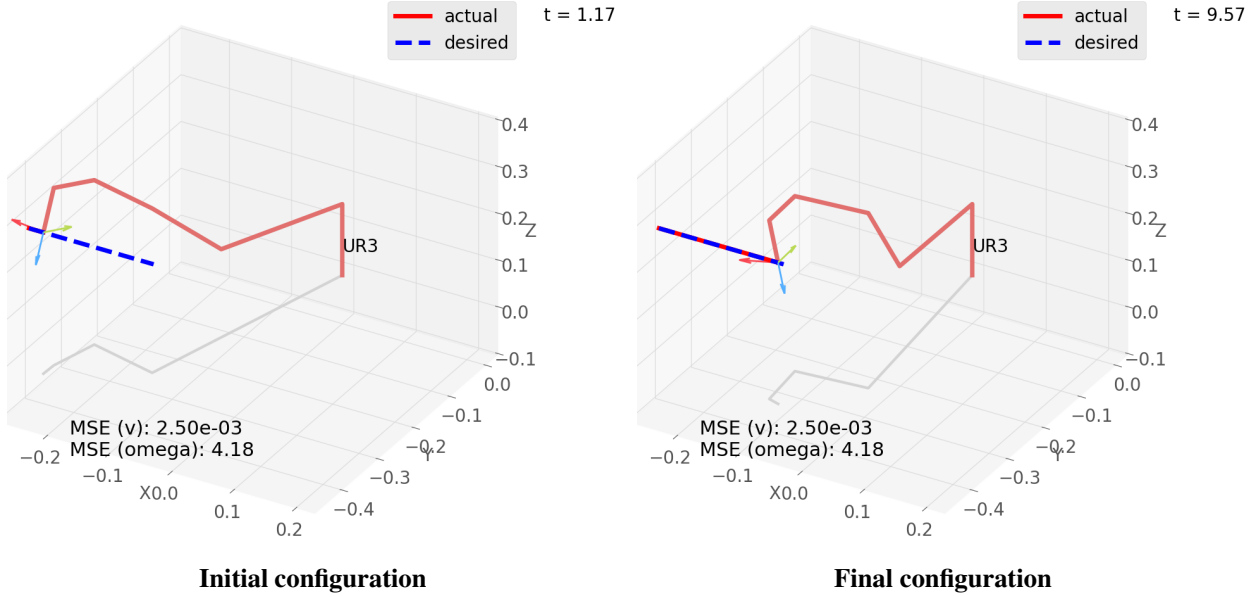 actual
desired
t = 1.17
0.4
0.3
0.2
Z
0.1
0.0
−0.1
0.0
−0.1
−0.2
Y
−0.3
−0.4
UR3
MSE (v): 2.50e-03
MSE (omega): 4.18
−0.2
−0.1
X0.0
0.1
0.2
Initial configuration
actual
desired
t = 9.57
0.4
0.3
0.2
Z
0.1
0.0
−0.1
0.0
−0.1
−0.2
Y
−0.3
−0.4
UR3
MSE (v): 2.50e-03
MSE (omega): 4.18
−0.2
−0.1
X0.0
0.1
0.2
Final configuration